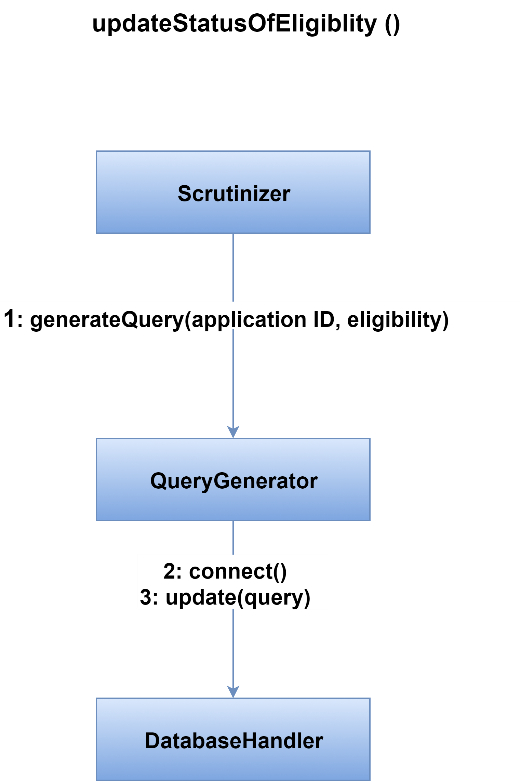 updateStatusOfEligiblity ()
Scrutinizer
1: generateQuery(application ID, eligibility)
QueryGenerator
2: connect()
3: update(query)
DatabaseHandler